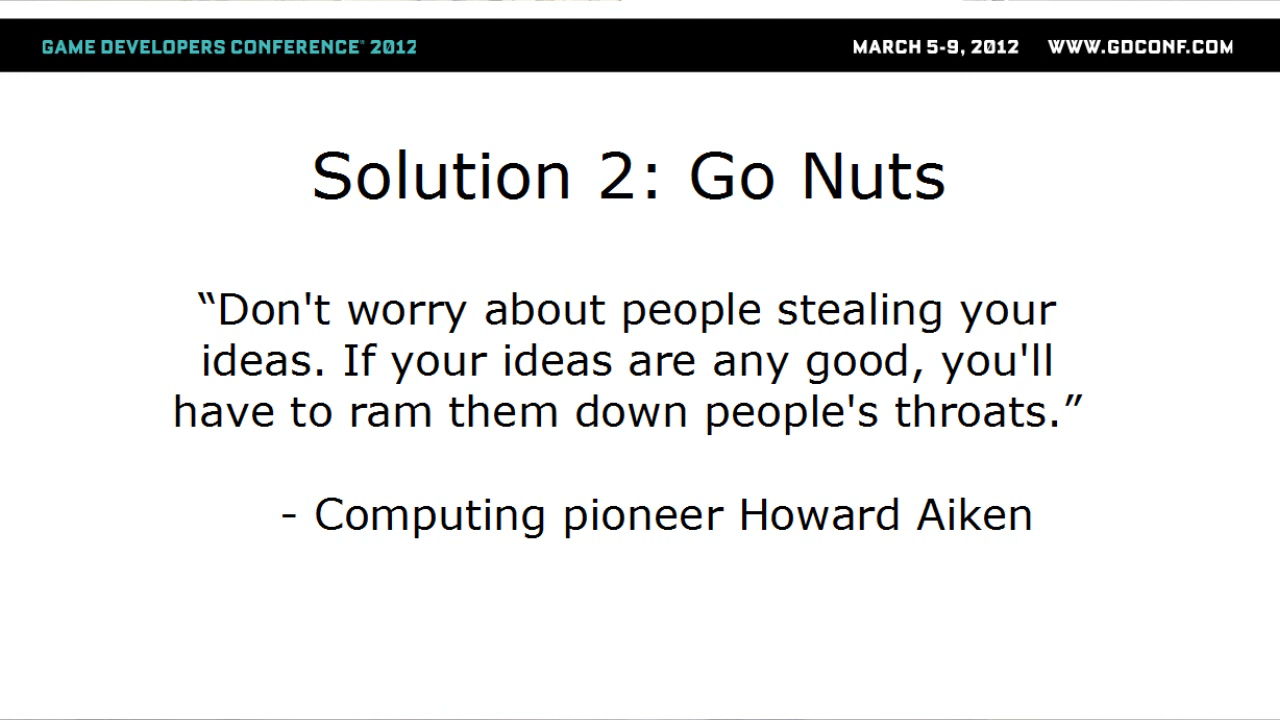 GAME DEVELOPERS CONFERENCE® 2012 MARCH 5-9, 2012 WWW.GDCONF.COM
Solution 2: Go Nuts
“Don't worry about people stealing your
ideas. If your ideas are any good, you'll
have to ram them down people's throats.”
- Computing pioneer Howard Aiken